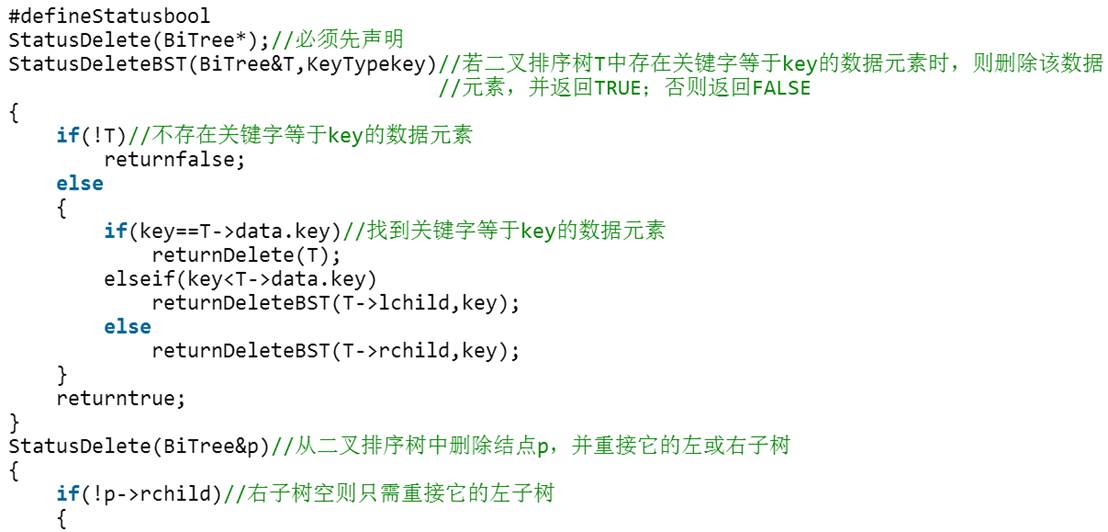 #defineStatusbool
StatusDelete(BiTree*);//必须先声明
StatusDeleteBST(BiTree&T,KeyTypekey)//若二叉排序树T中存在关键字等于key的数据元素时，则删除该数据
//元素，并返回TRUE；否则返回FALSE
{
if(!T)//不存在关键字等于key的数据元素
returnfalse;
else
{
if(key==T->data.key)//找到关键字等于key的数据元素
returnDelete(T);
elseif(key<T->data.key)
returnDeleteBST(T->lchild,key);
else
returnDeleteBST(T->rchild,key);
}
returntrue;
}
StatusDelete(BiTree&p)//从二叉排序树中删除结点p，并重接它的左或右子树
{
if(!p->rchild)//右子树空则只需重接它的左子树
{